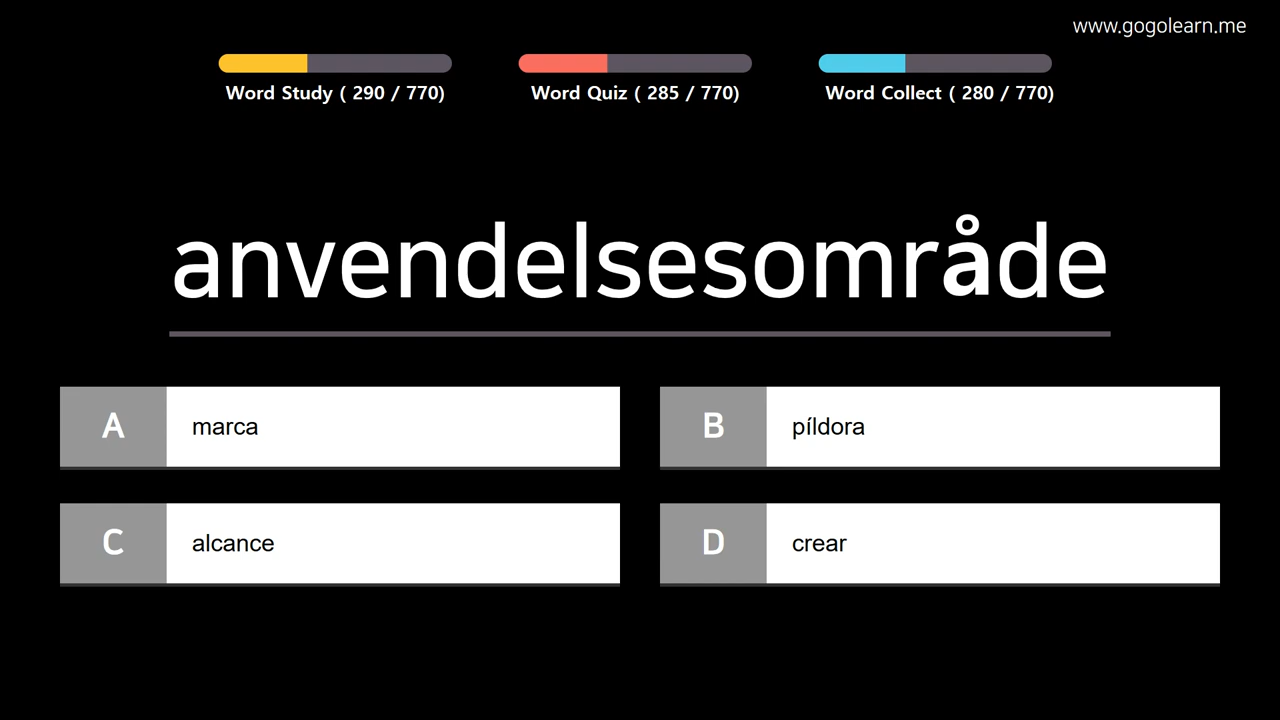 www.gogolearn.me
Word Study ( 290 / 770)
Word Quiz ( 285 / 770)
Word Collect ( 280 / 770)
anvendelsesområde
A marca
B píldora
C alcance
D crear